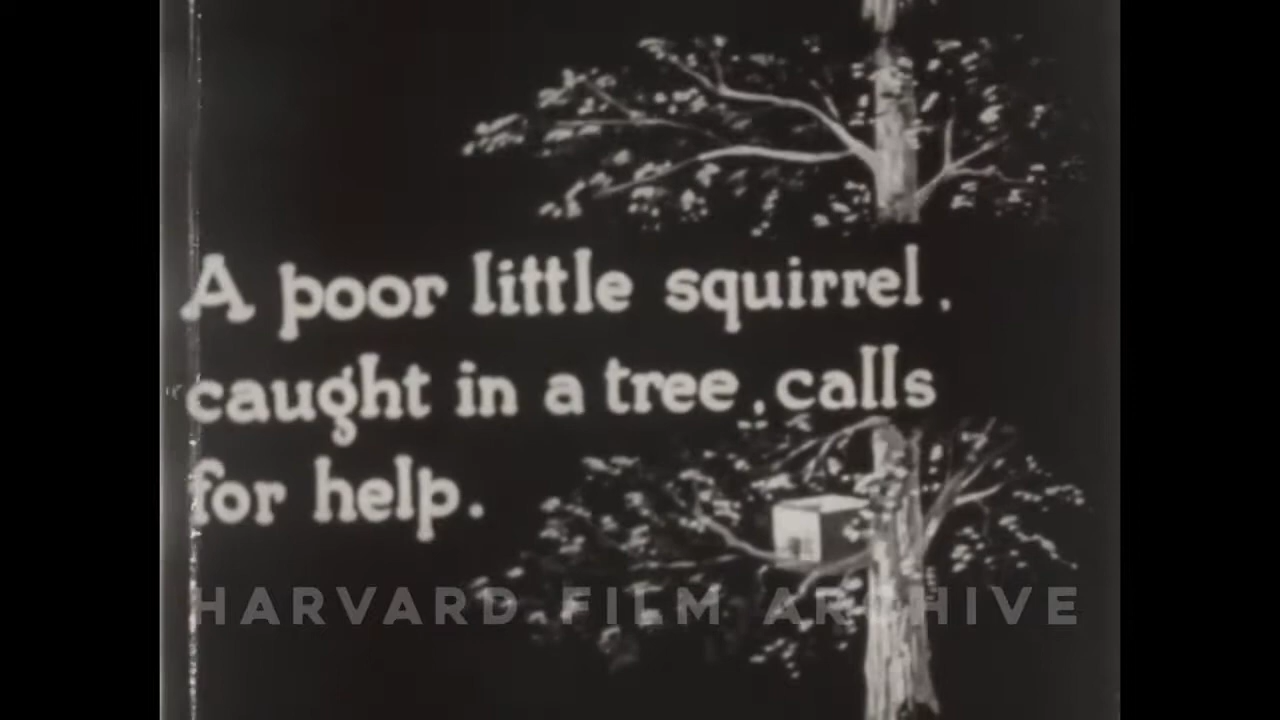 A poor little squirrel,
caught in a tree, calls
for help.
HARVARD FILM ARCHIVE